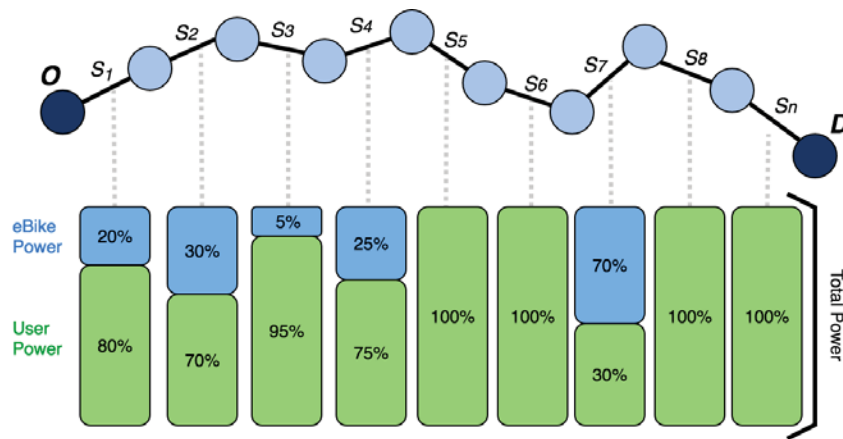 O
S1
S2
S3
S4
S5
S6
S7
S8
Sn
D
eBike
Power
20%
30%
5%
25%
70%
User
Power
80%
70%
95%
75%
100%
100%
30%
100%
100%
Total Power